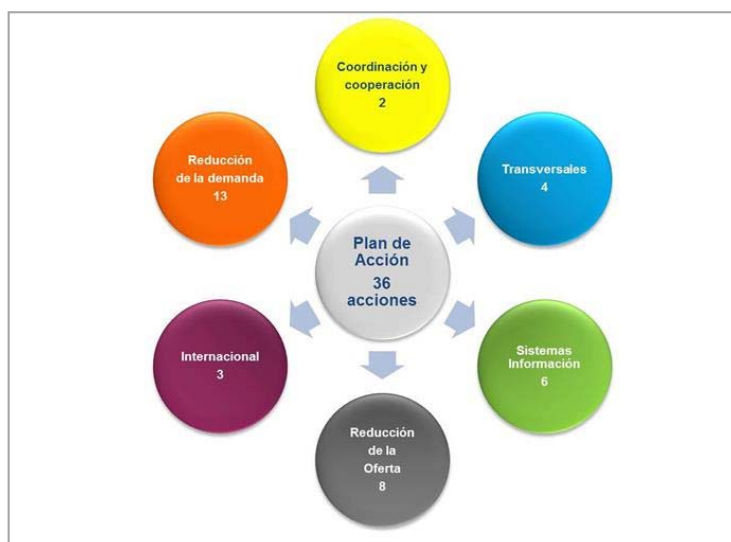 Coordinación y
cooperación
2
Transversales
4
Sistemas
Información
6
Reducción
de la
Oferta
8
Internacional
3
Reducción
de la demanda
13
Plan de
Acción
36
acciones